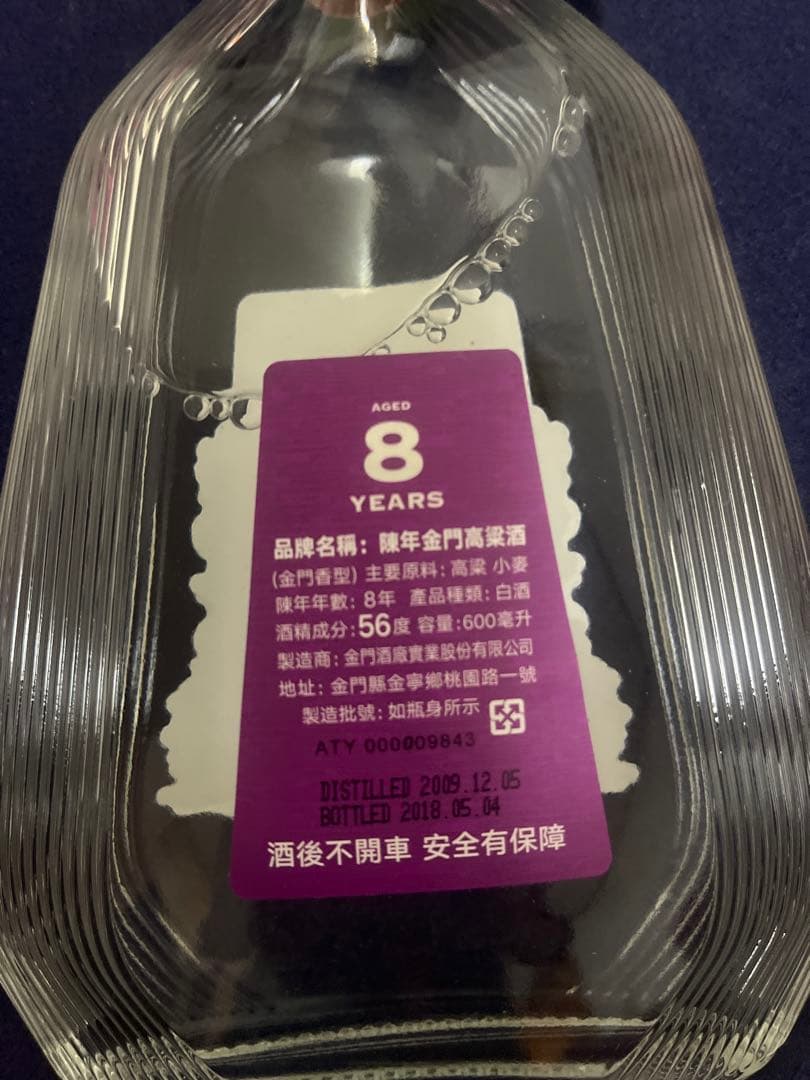 AGED
8
YEARS
品牌名稱：陳年金門高粱酒
(金門香型) 主要原料：高粱 小麥
陳年年數：8年 產品種類：白酒
酒精成分：56度 容量：600毫升
製造商：金門酒廠實業股份有限公司
地址：金門縣金寧鄉桃園路一號
製造批號：如瓶身所示
ATY 000009843
DISTILLED 2009.12.05
BOTTLED 2018.05.04
酒後不開車 安全有保障